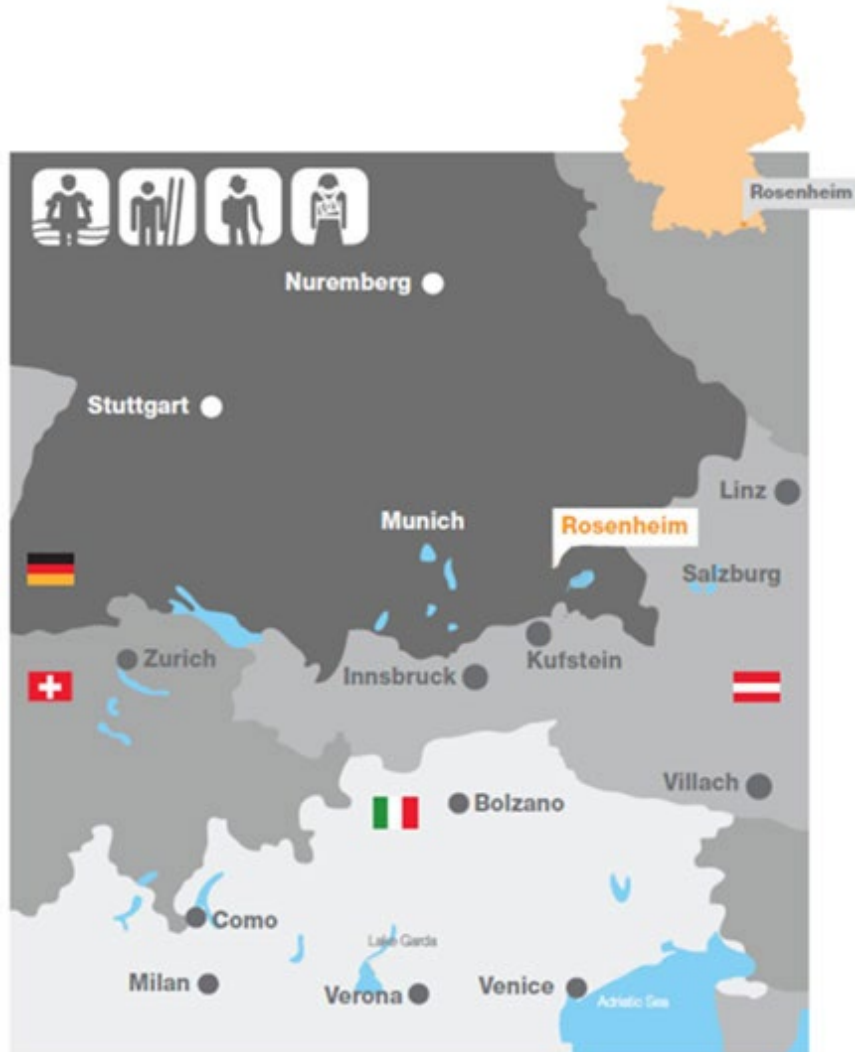 Rosenheim
Nuremberg
Stuttgart
Linz
Munich
Rosenheim
Salzburg
Zurich
Kufstein
Innsbruck
Villach
Bolzano
Como
Lake Garda
Milan
Verona
Venice
Adriatic Sea